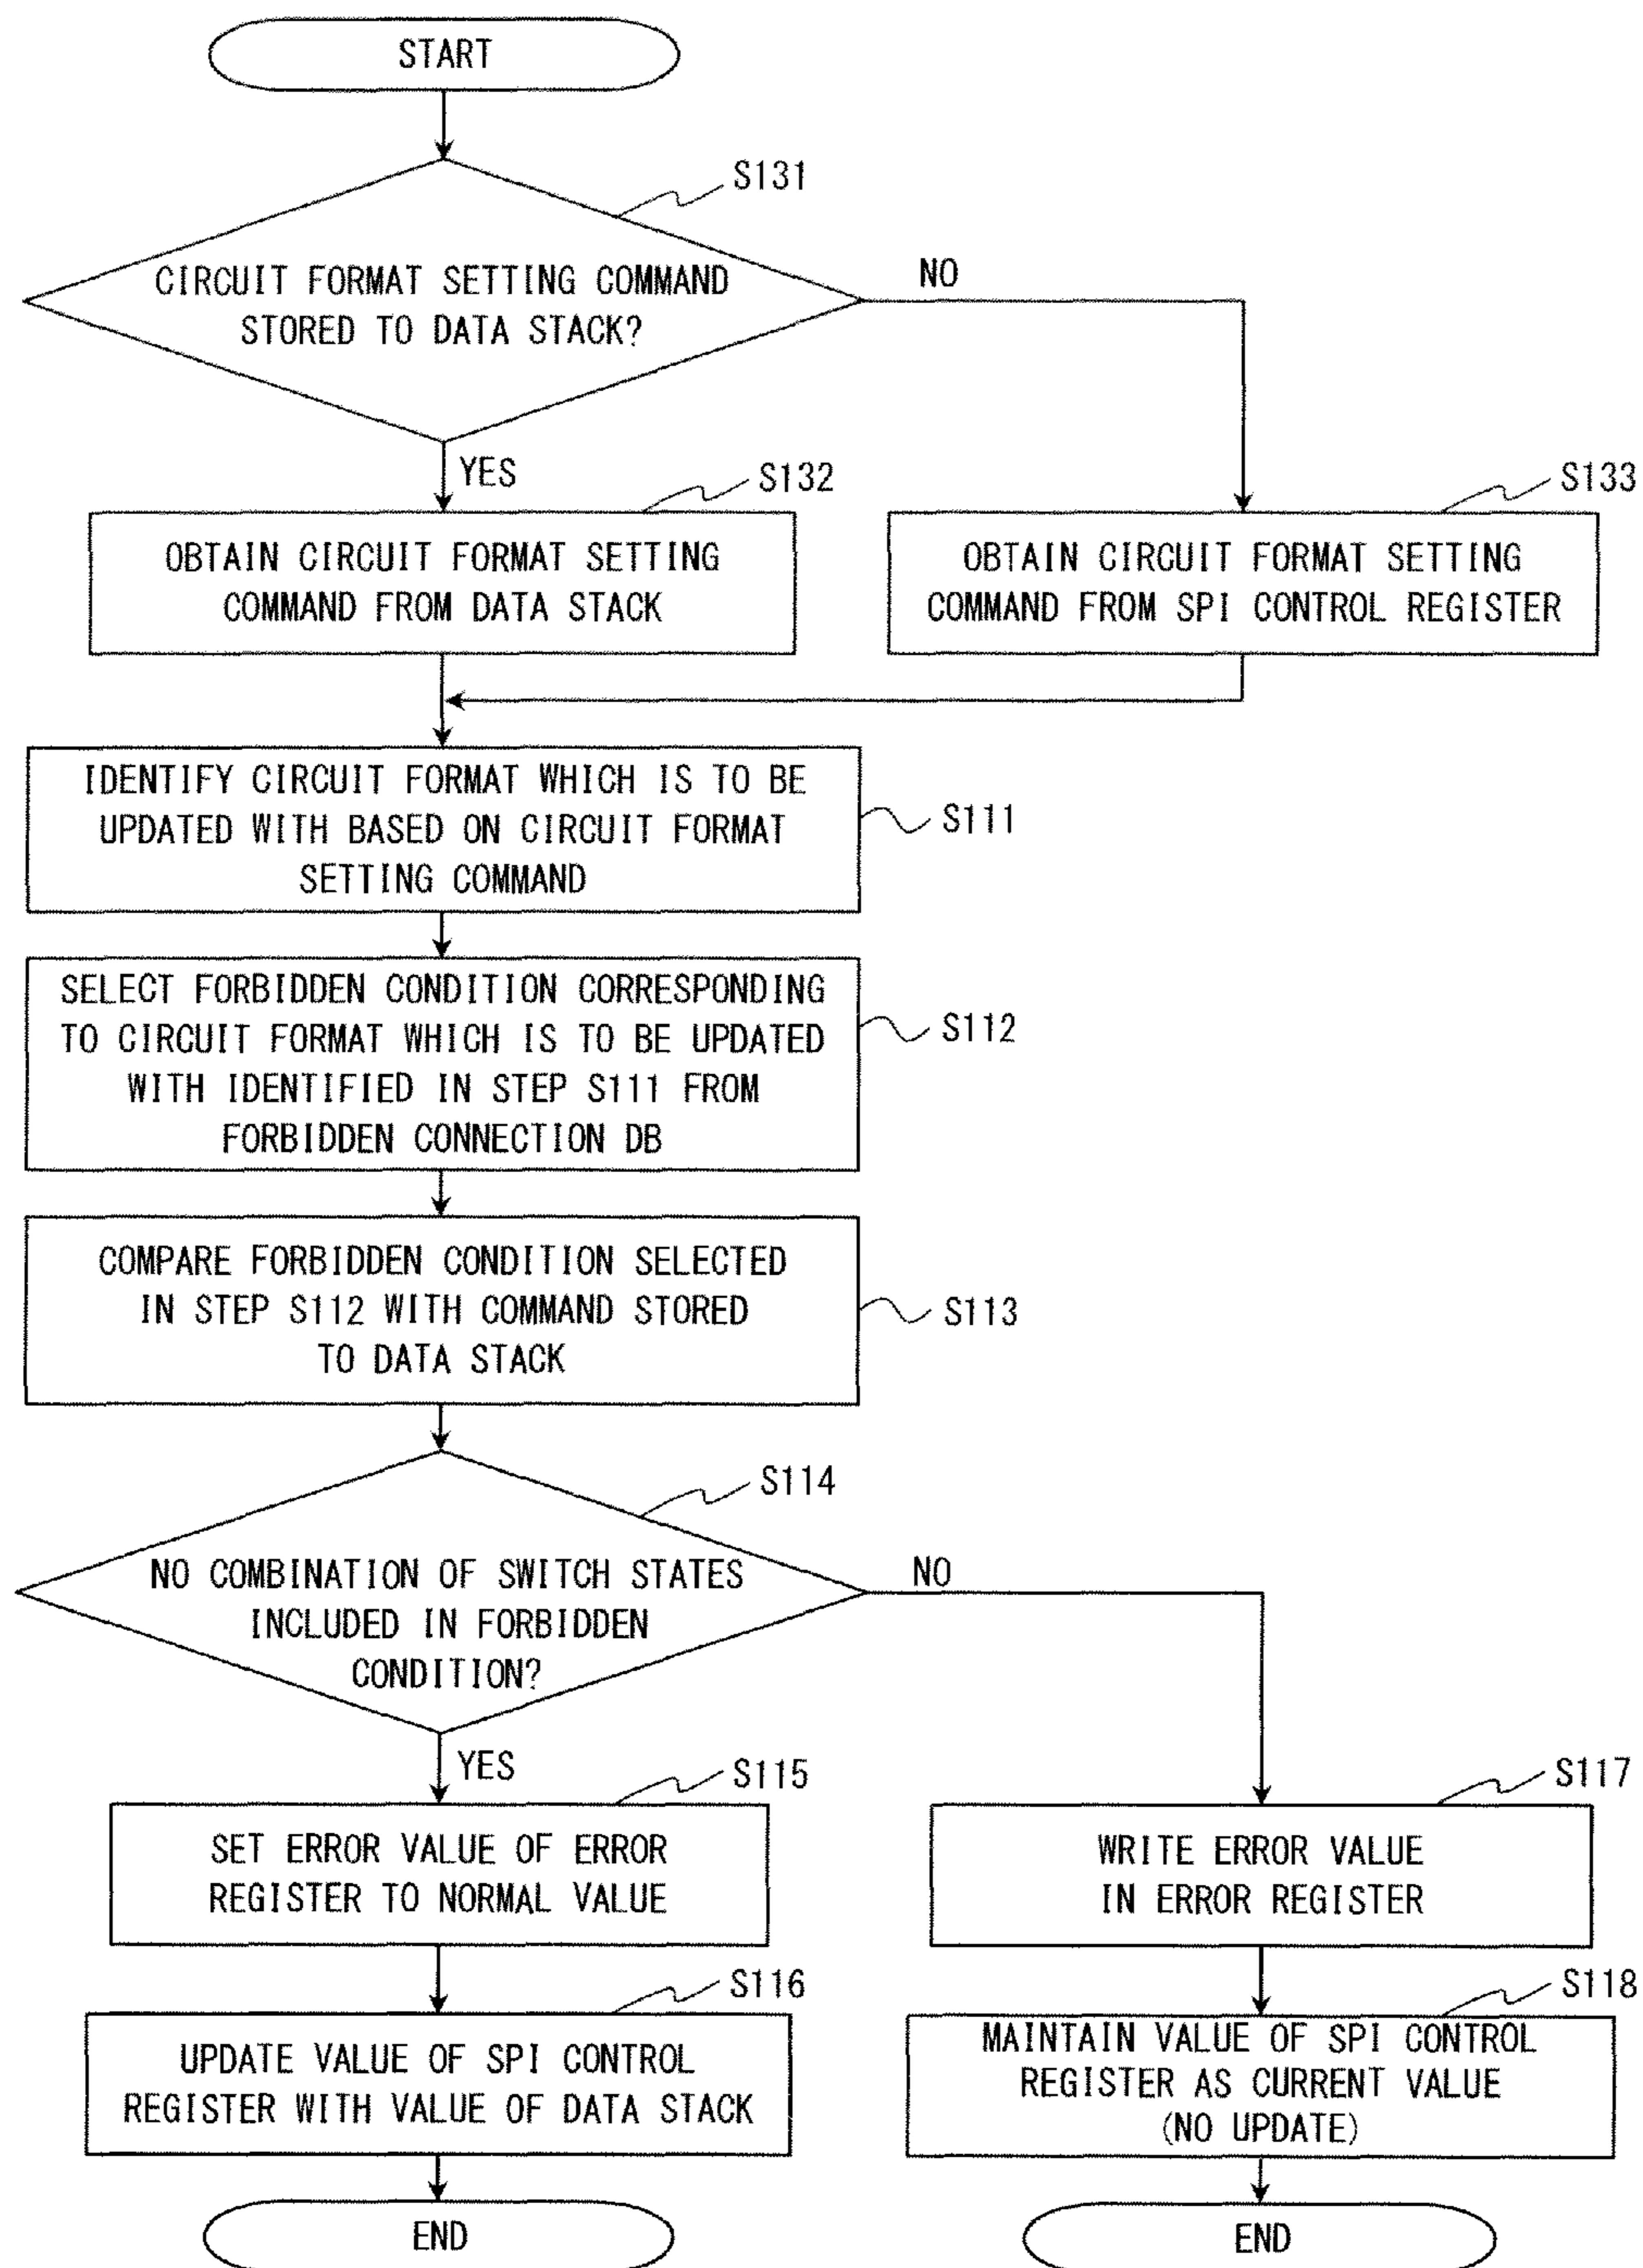 START
S131
CIRCUIT FORMAT SETTING COMMAND
STORED TO DATA STACK?
NO
YES
S132
S133
OBTAIN CIRCUIT FORMAT SETTING
COMMAND FROM DATA STACK
OBTAIN CIRCUIT FORMAT SETTING
COMMAND FROM SPI CONTROL REGISTER
IDENTIFY CIRCUIT FORMAT WHICH IS TO BE
UPDATED WITH BASED ON CIRCUIT FORMAT
SETTING COMMAND
S111
SELECT FORBIDDEN CONDITION CORRESPONDING
TO CIRCUIT FORMAT WHICH IS TO BE UPDATED
WITH IDENTIFIED IN STEP S111 FROM
FORBIDDEN CONNECTION DB
S112
COMPARE FORBIDDEN CONDITION SELECTED
IN STEP S112 WITH COMMAND STORED
TO DATA STACK
S113
S114
NO COMBINATION OF SWITCH STATES
INCLUDED IN FORBIDDEN
CONDITION?
NO
YES
S115
S117
SET ERROR VALUE OF ERROR
REGISTER TO NORMAL VALUE
WRITE ERROR VALUE
IN ERROR REGISTER
S116
S118
UPDATE VALUE OF SPI CONTROL
REGISTER WITH VALUE OF DATA STACK
MAINTAIN VALUE OF SPI CONTROL
REGISTER AS CURRENT VALUE
(NO UPDATE)
END
END